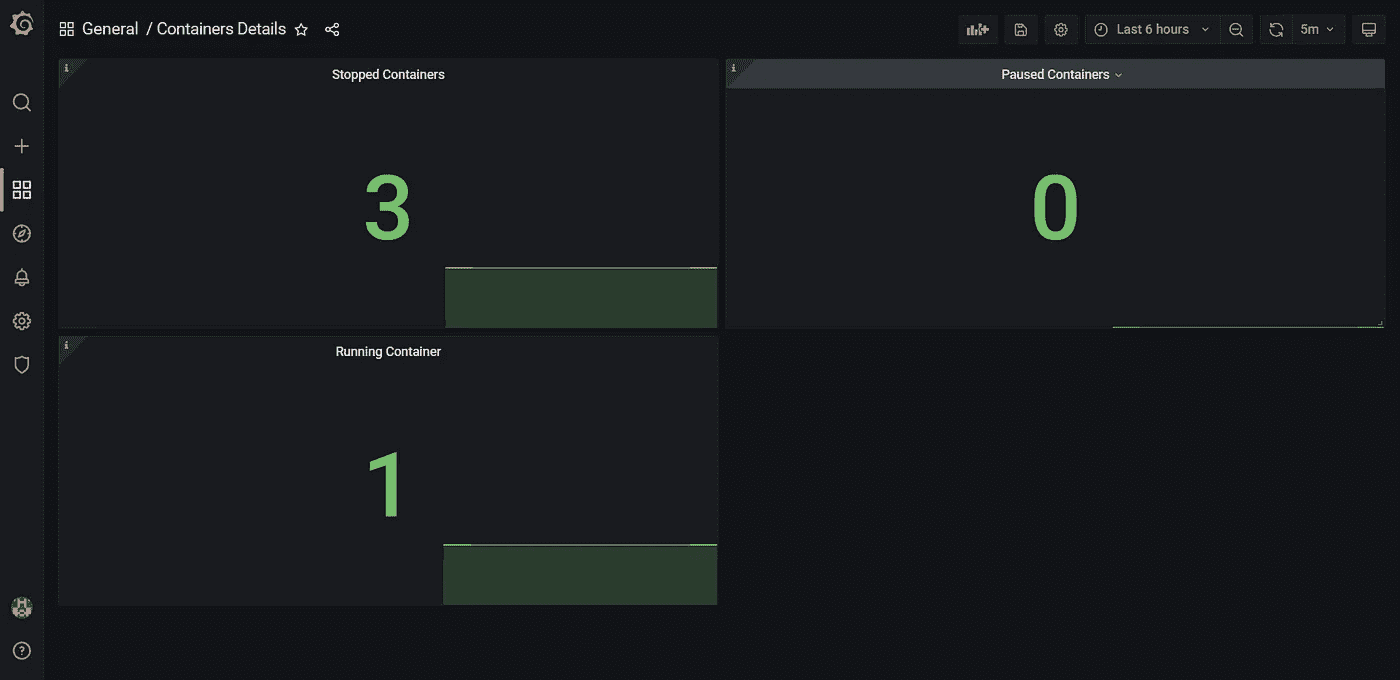 General / Containers Details
Last 6 hours
5m
i
Stopped Containers
3
i
Paused Containers
0
i
Running Container
1
?